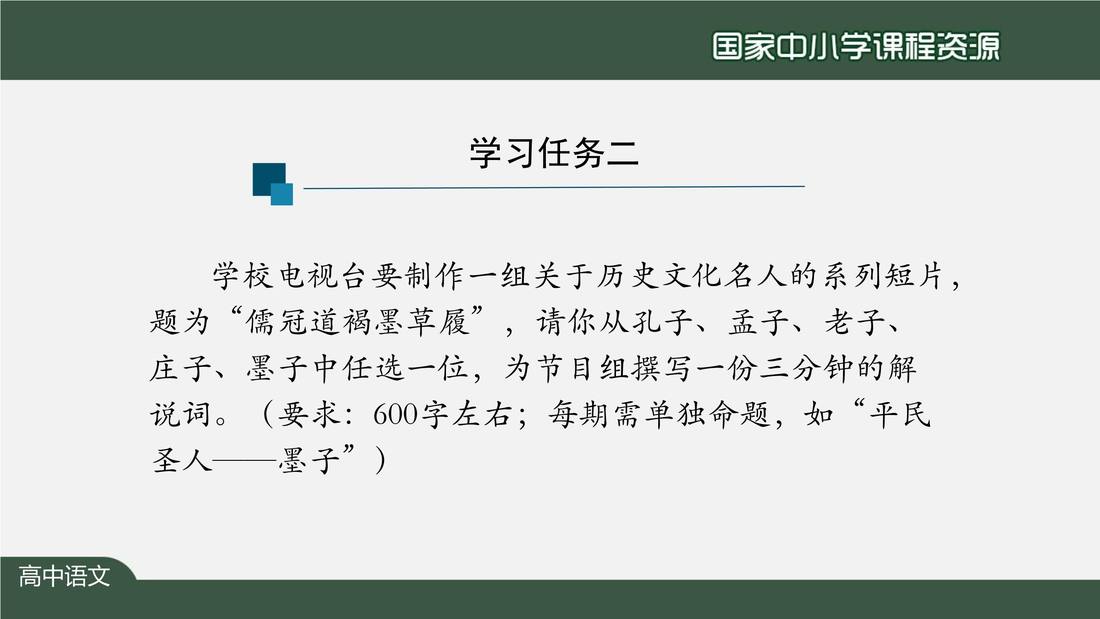 国家中小学课程资源
学习任务二
学校电视台要制作一组关于历史文化名人的系列短片，
题为“儒冠道褐墨草履”，请你从孔子、孟子、老子、
庄子、墨子中任选一位，为节目组撰写一份三分钟的解
说词。（要求：600字左右；每期需单独命题，如“平民
圣人——墨子”）
高中语文